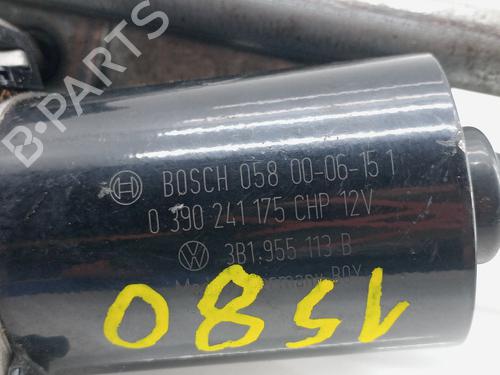 B-PARTS
BOSCH 058 00-06-15 1
0 390 241 175 CHP 12V
3B1.955 113 B
1580